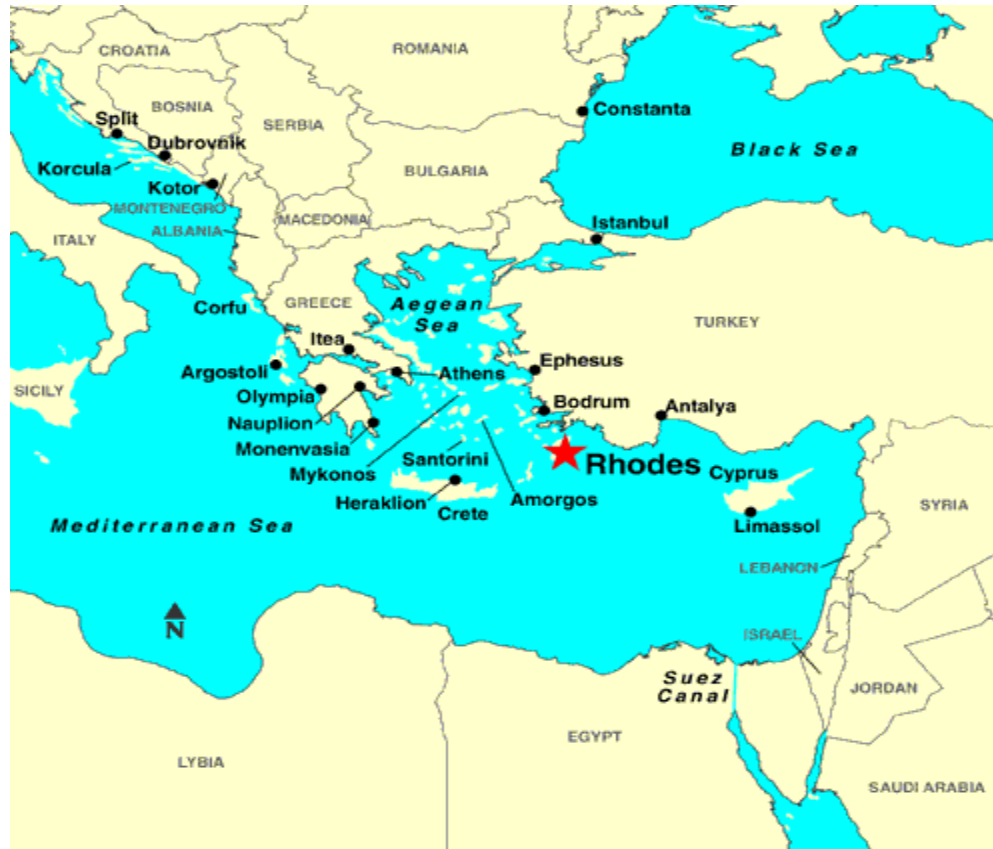 ROMANIA
CROATIA
BOSNIA
Constanta
Split
SERBIA
Dubrovnik
Black Sea
Korcula
BULGARIA
Kotor
MONTENEGRO
MACEDONIA
Istanbul
ALBANIA
ITALY
Corfu
GREECE
Aegean
Sea
TURKEY
Itea
Ephesus
Argostoli
Athens
SICILY
Olympia
Bodrum
Antalya
Nauplion
Monenvasia
Santorini
Rhodes
Mykonos
Cyprus
Heraklion
Amorgos
Crete
SYRIA
Mediterranean Sea
Limassol
LEBANON
N
ISRAEL
Suez
Canal
JORDAN
EGYPT
LYBIA
SAUDI ARABIA